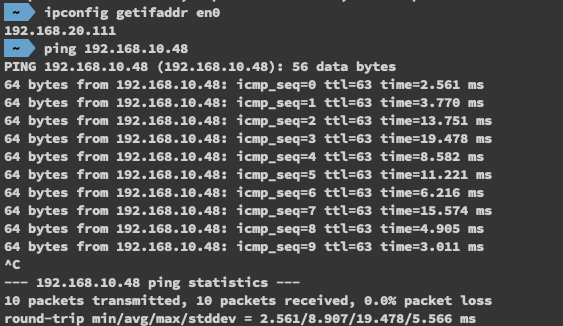 ~ ipconfig getifaddr en0
192.168.20.111
~ ping 192.168.10.48
PING 192.168.10.48 (192.168.10.48): 56 data bytes
64 bytes from 192.168.10.48: icmp_seq=0 ttl=63 time=2.561 ms
64 bytes from 192.168.10.48: icmp_seq=1 ttl=63 time=3.770 ms
64 bytes from 192.168.10.48: icmp_seq=2 ttl=63 time=13.751 ms
64 bytes from 192.168.10.48: icmp_seq=3 ttl=63 time=19.478 ms
64 bytes from 192.168.10.48: icmp_seq=4 ttl=63 time=8.582 ms
64 bytes from 192.168.10.48: icmp_seq=5 ttl=63 time=11.221 ms
64 bytes from 192.168.10.48: icmp_seq=6 ttl=63 time=6.216 ms
64 bytes from 192.168.10.48: icmp_seq=7 ttl=63 time=15.574 ms
64 bytes from 192.168.10.48: icmp_seq=8 ttl=63 time=4.905 ms
64 bytes from 192.168.10.48: icmp_seq=9 ttl=63 time=3.011 ms
^C
--- 192.168.10.48 ping statistics ---
10 packets transmitted, 10 packets received, 0.0% packet loss
round-trip min/avg/max/stddev = 2.561/8.907/19.478/5.566 ms